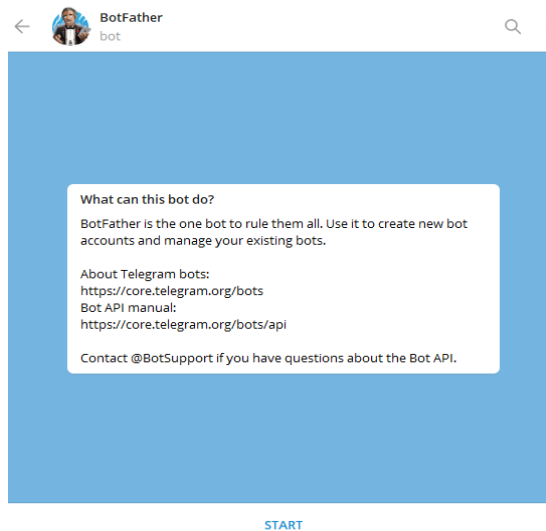 BotFather
bot
What can this bot do?
BotFather is the one bot to rule them all. Use it to create new bot
accounts and manage your existing bots.
About Telegram bots:
https://core.telegram.org/bots
Bot API manual:
https://core.telegram.org/bots/api
Contact @BotSupport if you have questions about the Bot API.
START